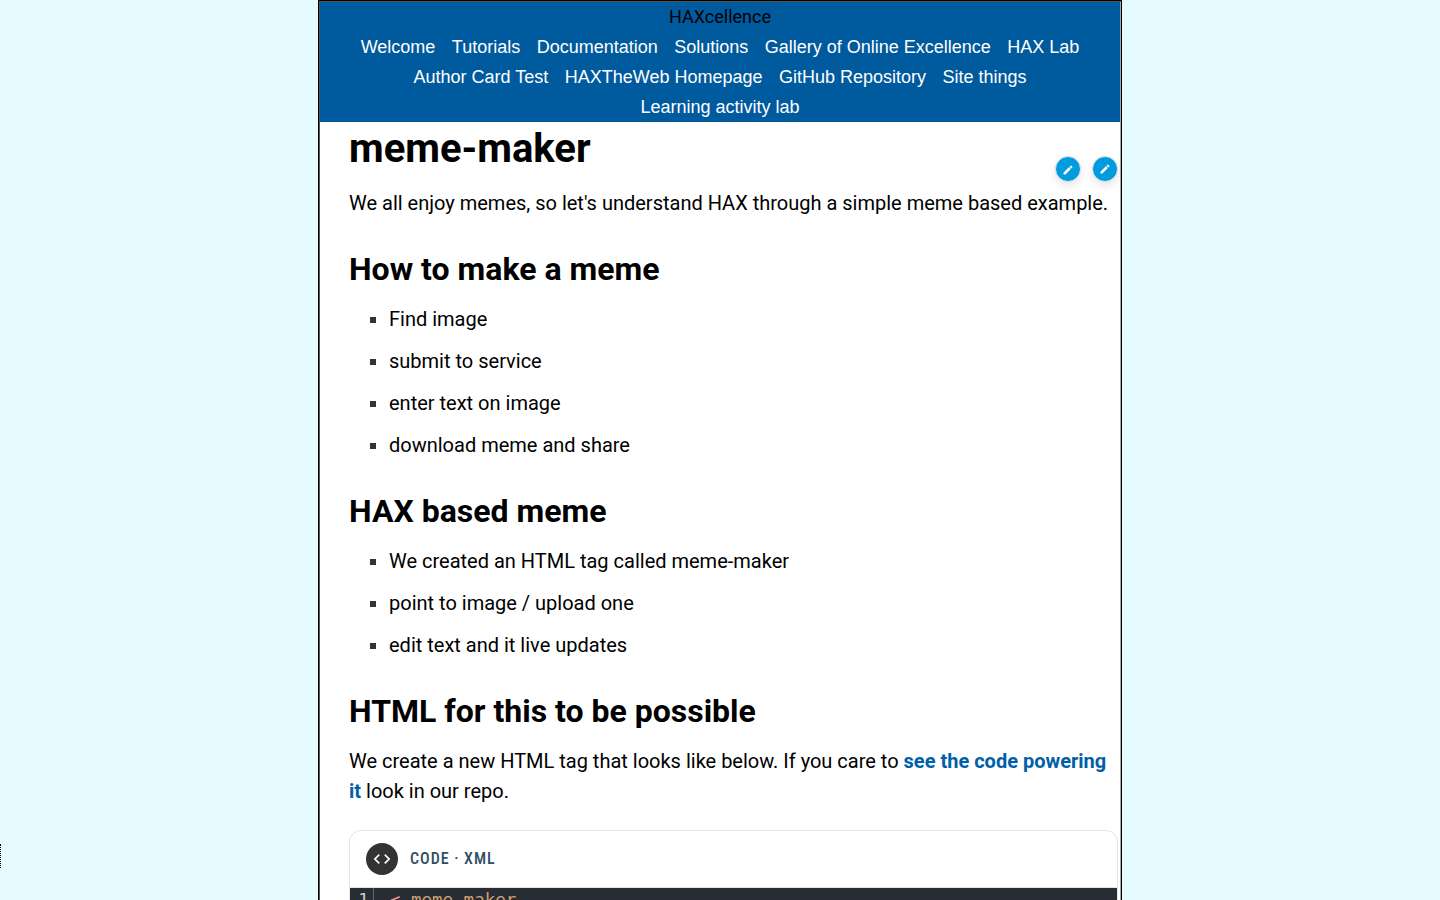 HAXcellence
Welcome Tutorials Documentation Solutions Gallery of Online Excellence HAX Lab
Author Card Test HAXTheWeb Homepage GitHub Repository Site things
Learning activity lab
meme-maker
We all enjoy memes, so let's understand HAX through a simple meme based example.
How to make a meme
Find image
submit to service
enter text on image
download meme and share
HAX based meme
We created an HTML tag called meme-maker
point to image / upload one
edit text and it live updates
HTML for this to be possible
We create a new HTML tag that looks like below. If you care to see the code powering
it look in our repo.
CODE · XML
1 < meme-maker